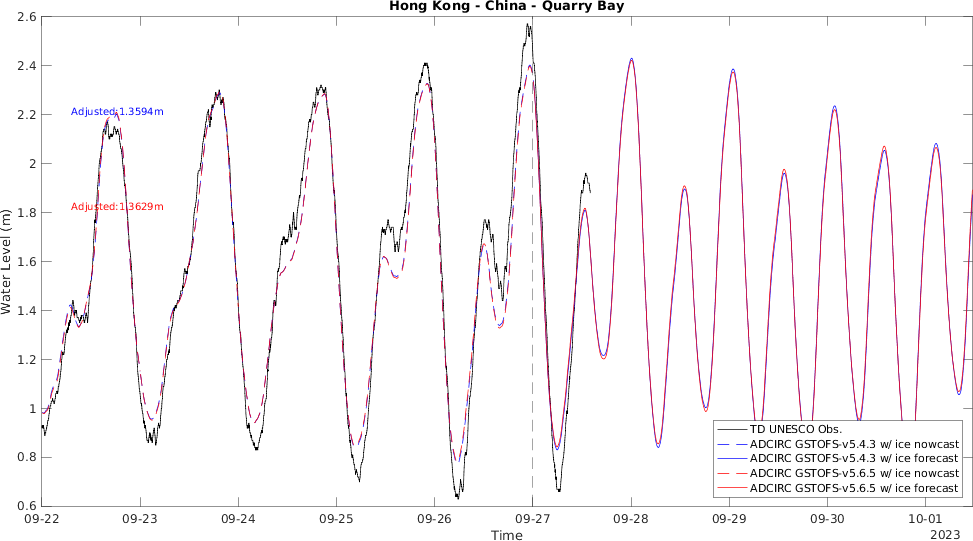 Hong Kong - China - Quarry Bay
2.6
2.4
2.2
2
1.8
1.6
1.4
1.2
1
0.8
0.6
Water Level (m)
Adjusted:1.3594m
Adjusted:1.3629m
TD UNESCO Obs.
ADCIRC GSTOFS-v5.4.3 w/ ice nowcast
ADCIRC GSTOFS-v5.4.3 w/ ice forecast
ADCIRC GSTOFS-v5.6.5 w/ ice nowcast
ADCIRC GSTOFS-v5.6.5 w/ ice forecast
09-22 09-23 09-24 09-25 09-26 09-27 09-28 09-29 09-30 10-01
2023
Time